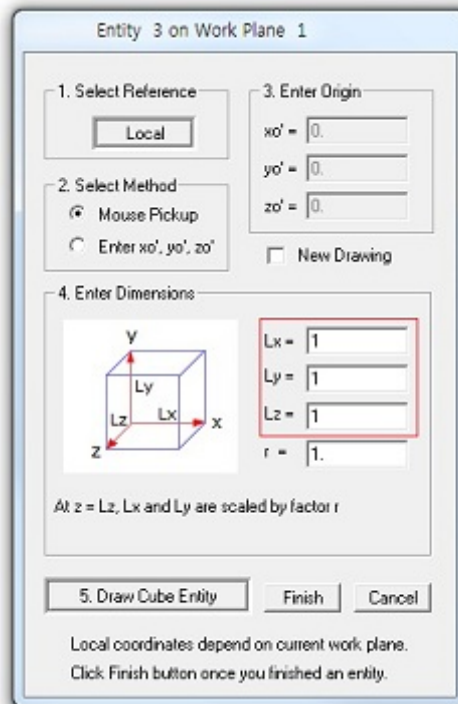 Entity 3 on Work Plane 1
1. Select Reference
Local
2. Select Method
Mouse Pickup
Enter xo', yo', zo'
3. Enter Origin
xo' = 0.
yo' = 0.
zo' = 0.
New Drawing
4. Enter Dimensions
y
Ly
Lz
Lx
x
z
Lx = 1
Ly = 1
Lz = 1
r = 1.
At z = Lz, Lx and Ly are scaled by factor r
5. Draw Cube Entity
Finish
Cancel
Local coordinates depend on current work plane.
Click Finish button once you finished an entity.